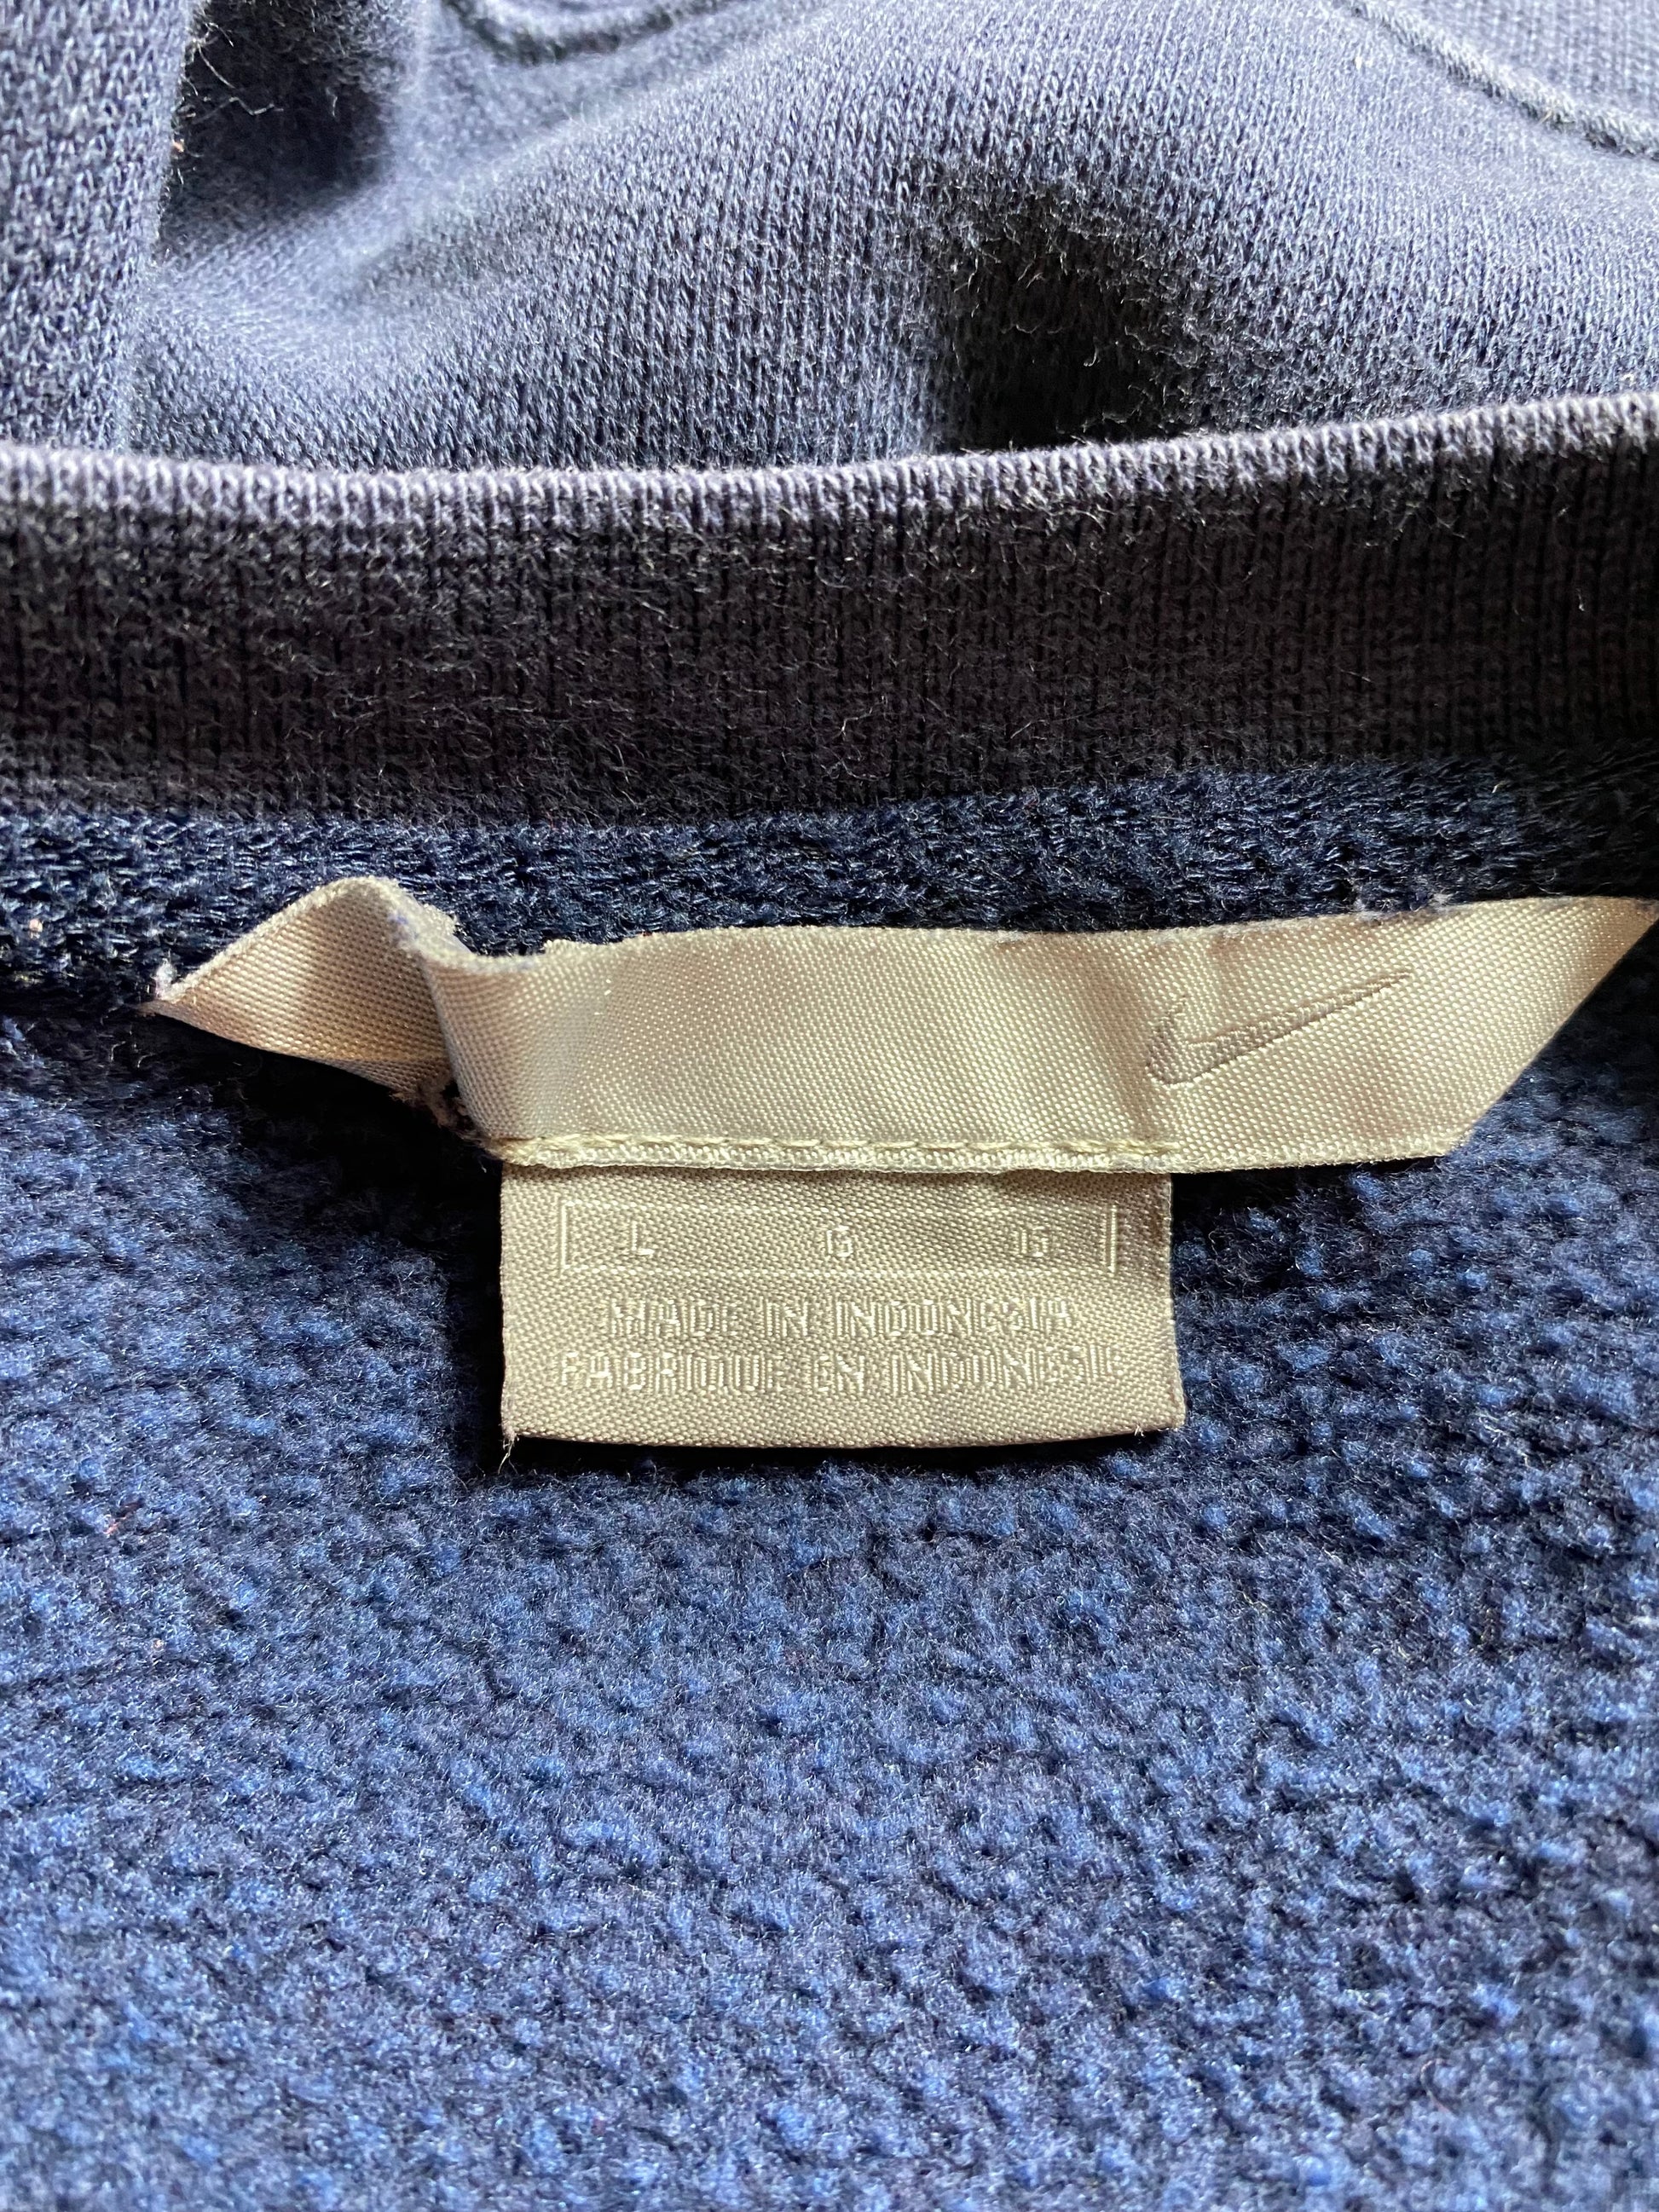 L G G
MADE IN INDONESIA
FABRIQUE EN INDONESIE